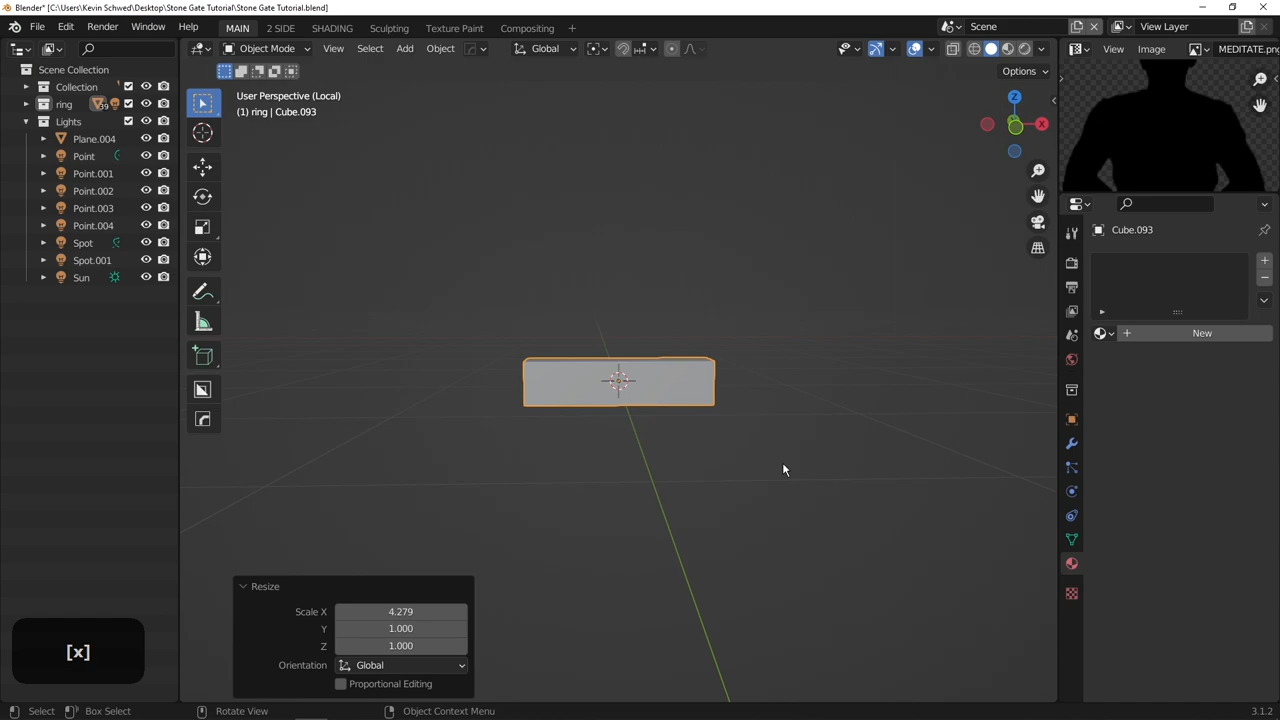 Blender* [C:\Users\Kevin Schwed\Desktop\Stone Gate Tutorial\Stone Gate Tutorial.blend]
File Edit Render Window Help MAIN 2 SIDE SHADING Texture Paint Compositing + Scene View Layer
Object Mode View Select Add Object Global View Image MEDITATE.png
Options
Scene Collection
Collection
ring 39
Lights
Plane.004
Point
Point.001
Point.002
Point.003
Point.004
Spot
Spot.001
Sun
User Perspective (Local)
(1) ring | Cube.093
Z
X
Cube.093
New
Resize
Scale X 4.279
Y 1.000
Z 1.000
Orientation Global
Proportional Editing
[x]
Select Box Select Rotate View Object Context Menu 3.1.2